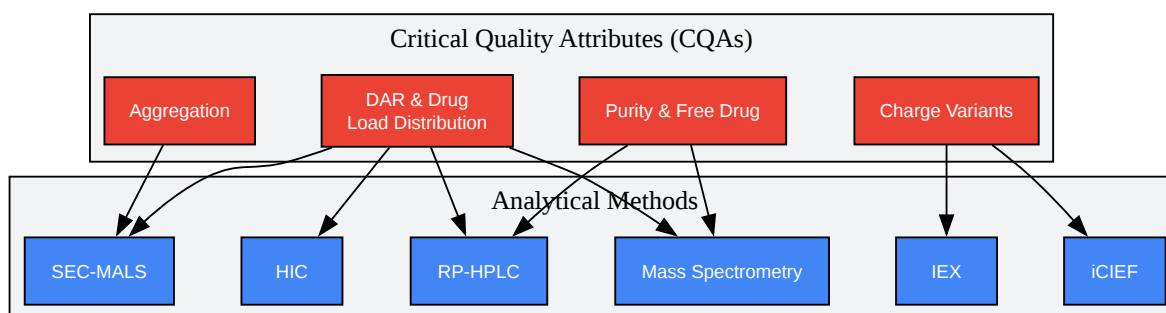 Critical Quality Attributes (CQAs)
Aggregation
DAR & Drug
Load Distribution
Purity & Free Drug
Charge Variants
Analytical Methods
SEC-MALS
HIC
RP-HPLC
Mass Spectrometry
IEX
iCIEF